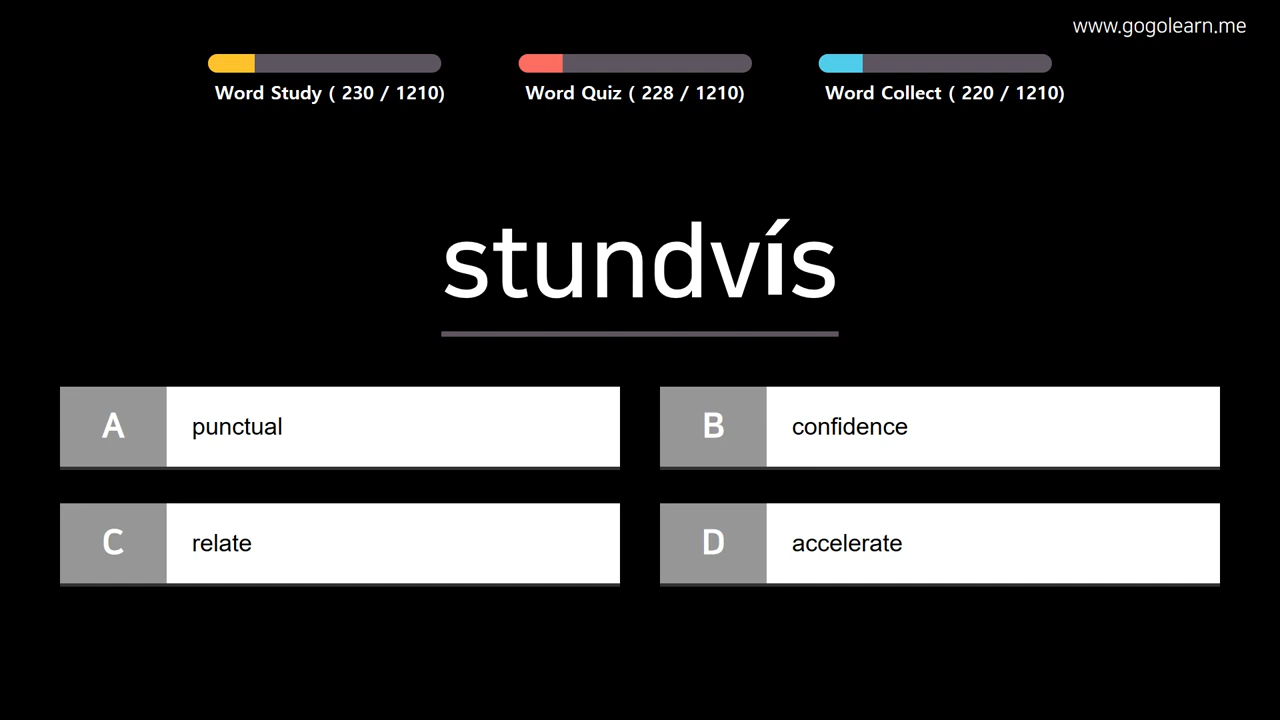 www.gogolearn.me
Word Study ( 230 / 1210)
Word Quiz ( 228 / 1210)
Word Collect ( 220 / 1210)
stundvís
A punctual
B confidence
C relate
D accelerate